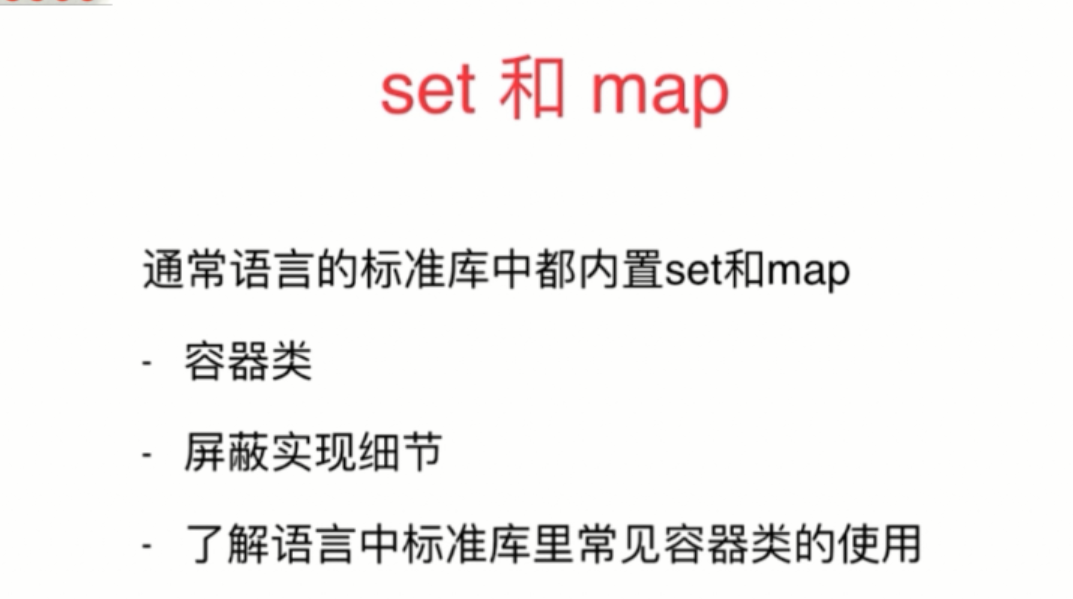 set 和 map
通常语言的标准库中都内置set和map
- 容器类
- 屏蔽实现细节
- 了解语言中标准库里常见容器类的使用